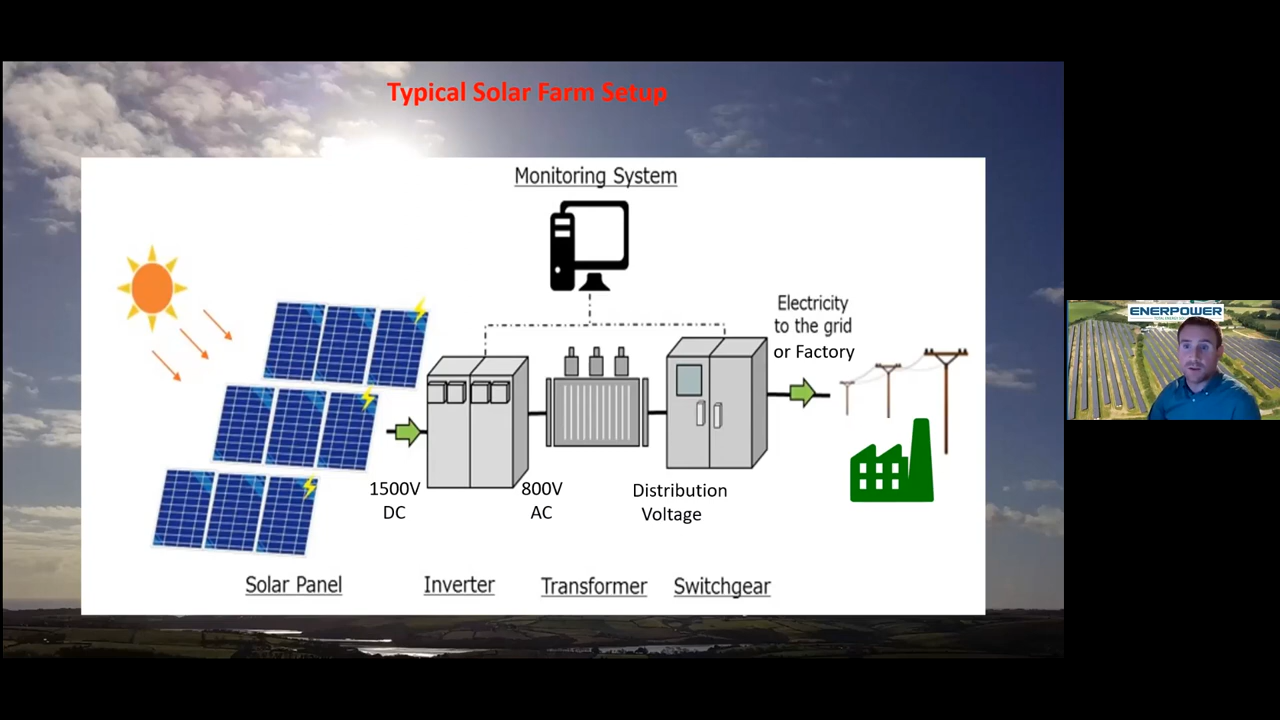 Typical Solar Farm Setup
Monitoring System
Electricity
to the grid
or Factory
1500V
DC
800V
AC
Distribution
Voltage
Solar Panel
Inverter
Transformer
Switchgear
ENERPOWER